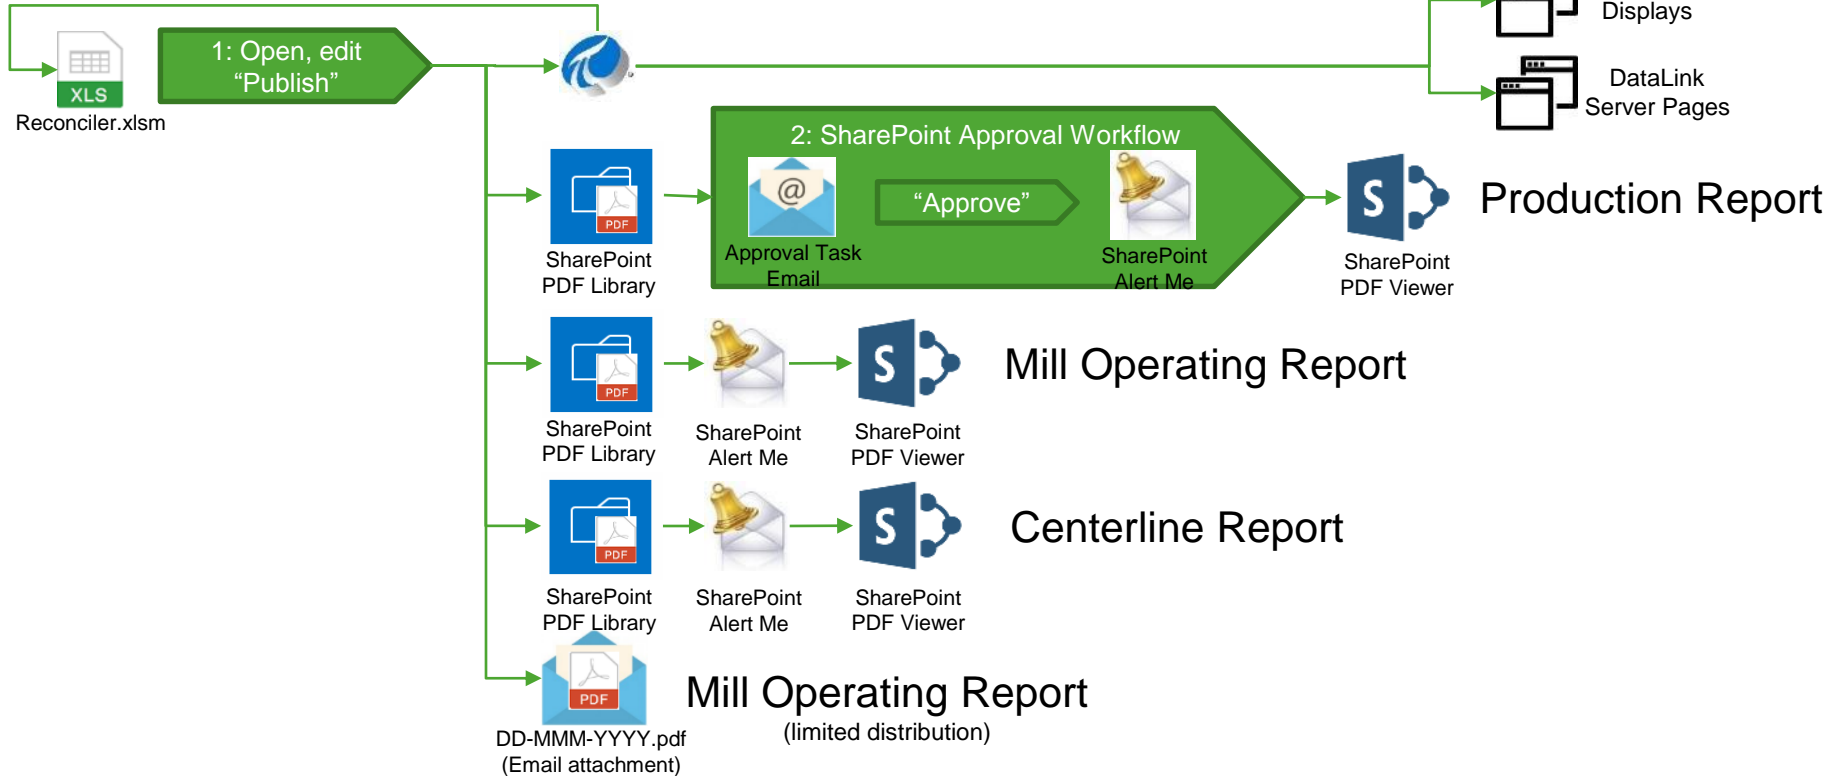 Displays
XLS
Reconciler.xlsm
1: Open, edit
“Publish”
DataLink
Server Pages
2: SharePoint Approval Workflow
PDF
SharePoint
PDF Library
@
Approval Task
Email
“Approve”
SharePoint
Alert Me
S
SharePoint
PDF Viewer
Production Report
PDF
SharePoint
PDF Library
SharePoint
Alert Me
S
SharePoint
PDF Viewer
Mill Operating Report
PDF
SharePoint
PDF Library
SharePoint
Alert Me
S
SharePoint
PDF Viewer
Centerline Report
PDF
DD-MMM-YYYY.pdf
(Email attachment)
Mill Operating Report
(limited distribution)